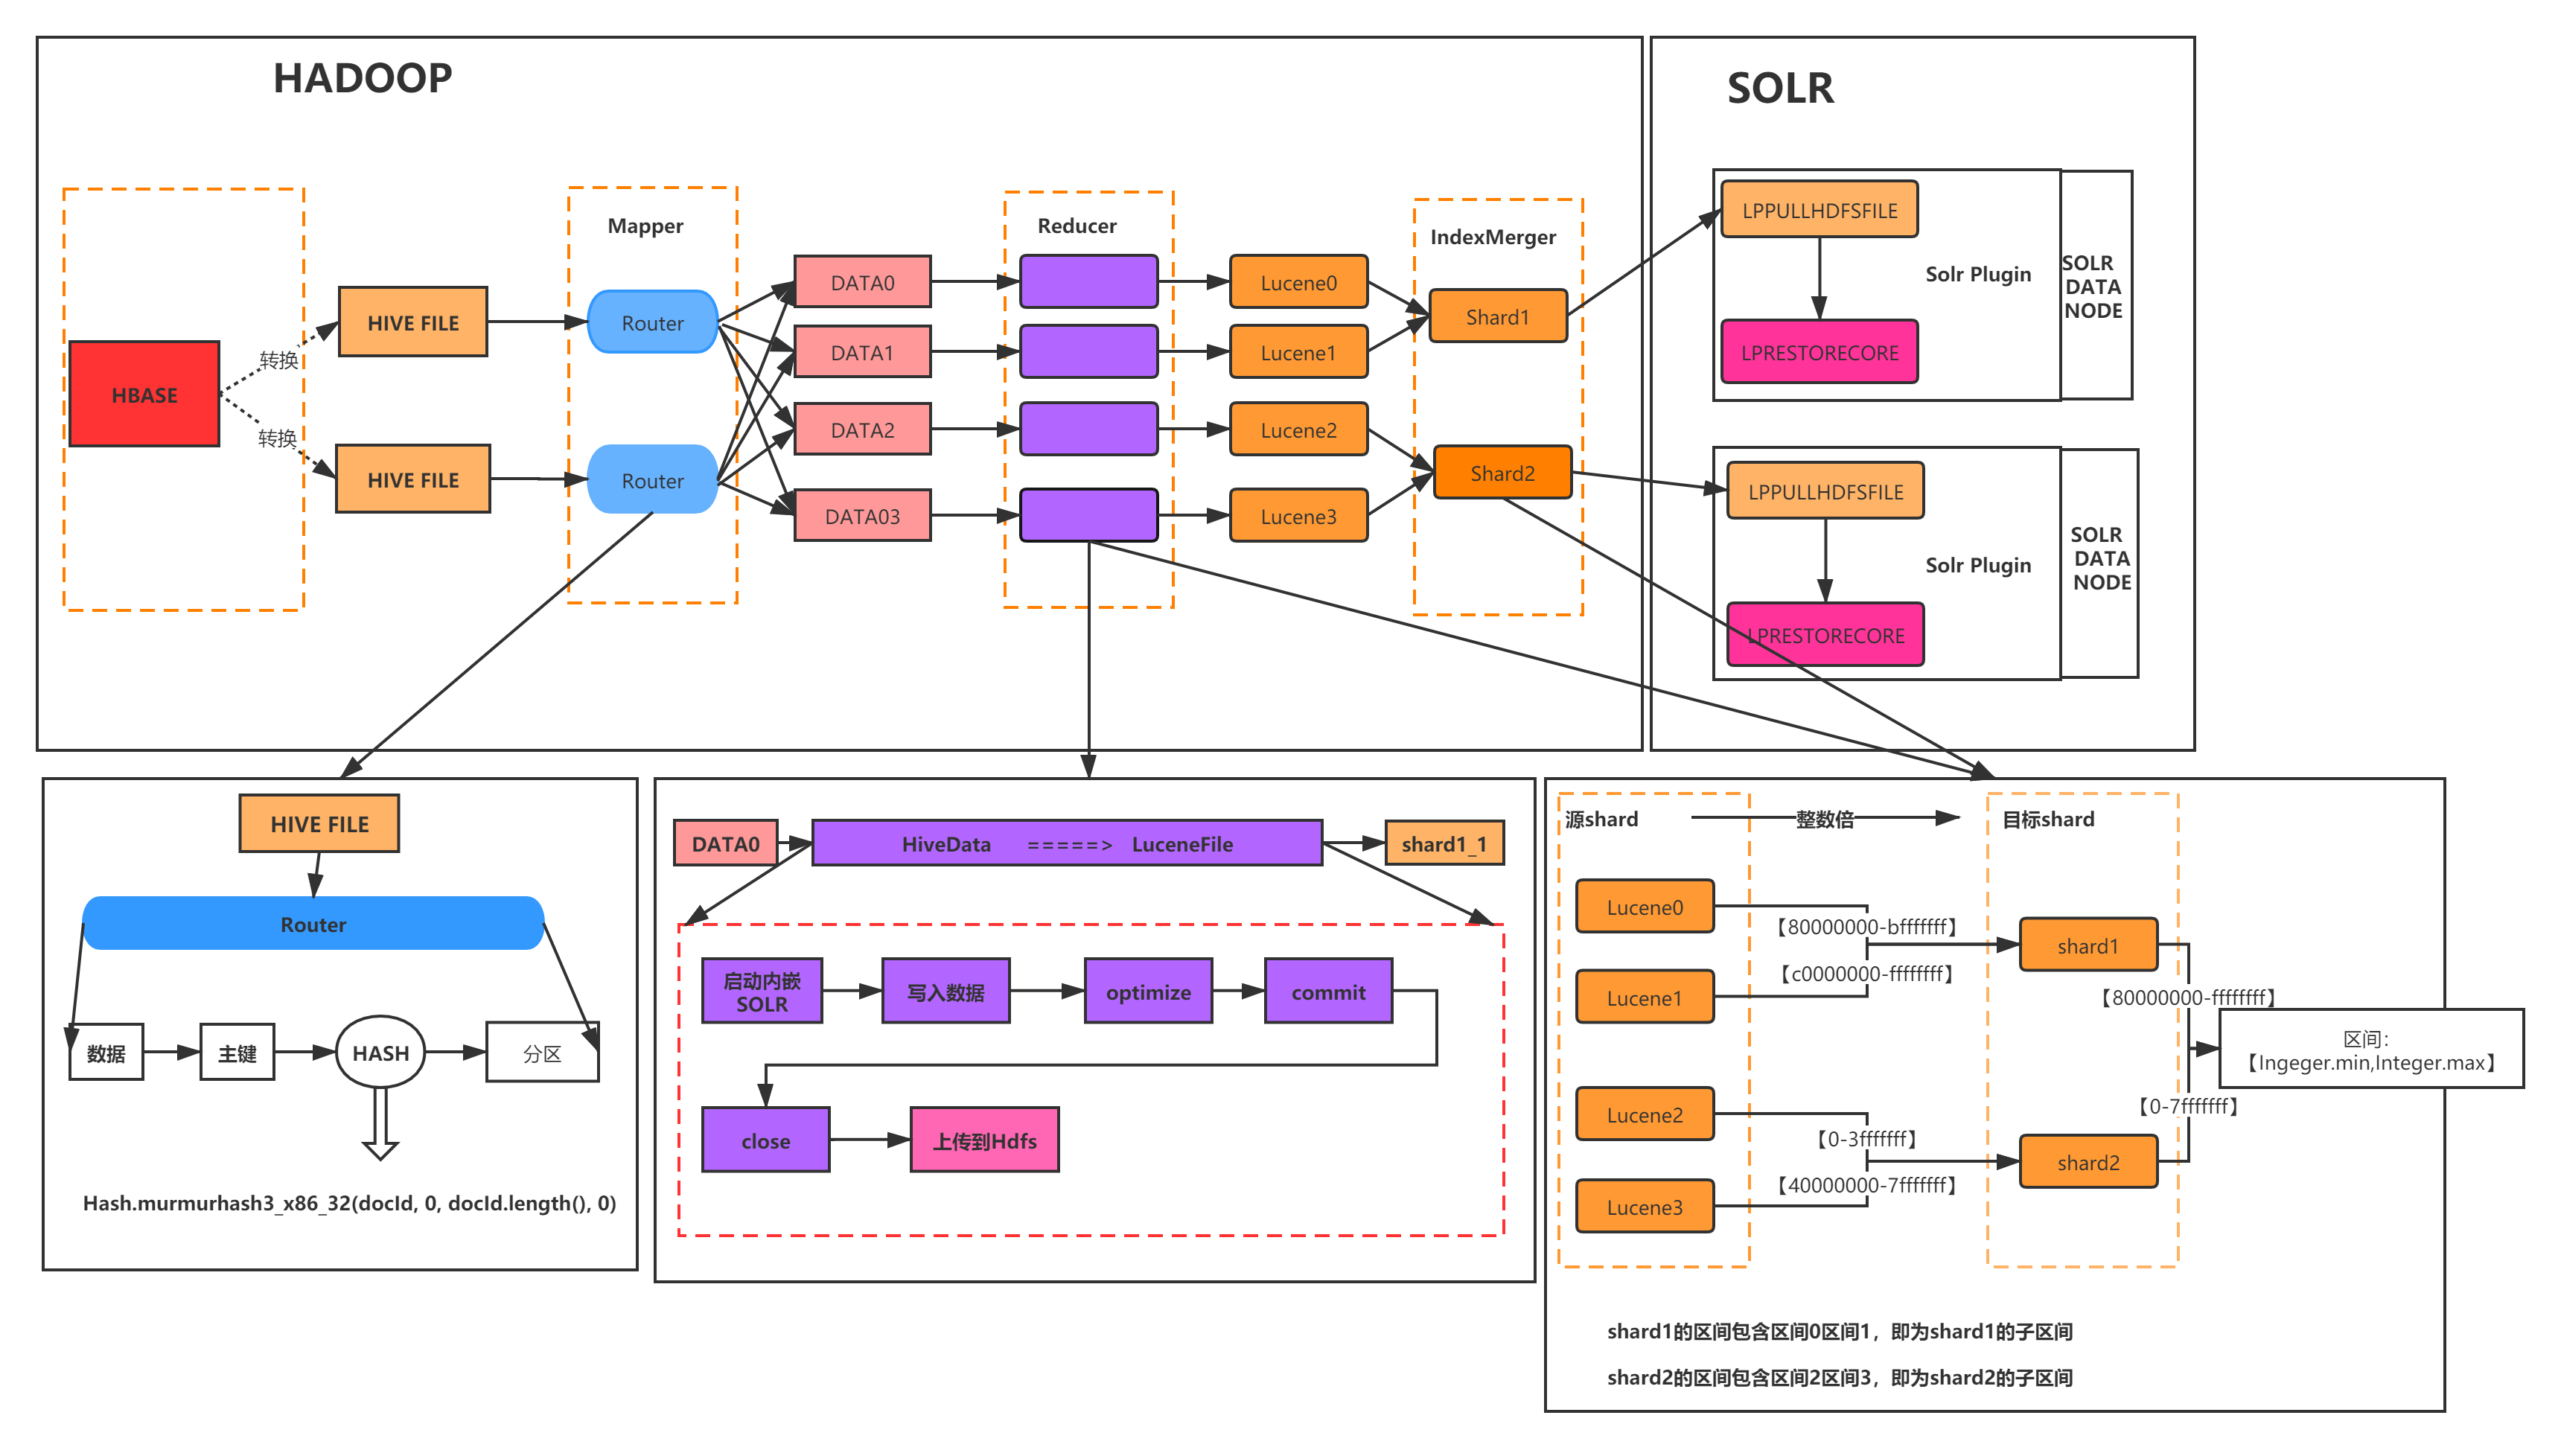 HADOOP
SOLR
Mapper
Reducer
IndexMerger
HBASE
转换
转换
HIVE FILE
HIVE FILE
Router
Router
DATA0
DATA1
DATA2
DATA03
Lucene0
Lucene1
Lucene2
Lucene3
Shard1
Shard2
LPPULLHDFSFILE
LPRESTORECORE
Solr Plugin
SOLR
DATA
NODE
LPPULLHDFSFILE
LPRESTORECORE
Solr Plugin
SOLR
DATA
NODE
HIVE FILE
Router
数据
主键
HASH
分区
Hash.murmurhash3_x86_32(docId, 0, docId.length(), 0)
DATA0
HiveData =====> LuceneFile
shard1_1
启动内嵌
SOLR
写入数据
optimize
commit
close
上传到Hdfs
源shard
整数倍
目标shard
Lucene0
Lucene1
Lucene2
Lucene3
【80000000-bfffffff】
【c0000000-ffffffff】
【0-3fffffff】
【40000000-7fffffff】
shard1
shard2
【80000000-ffffffff】
【0-7fffffff】
区间：
【Ingeger.min,Integer.max】
shard1的区间包含区间0区间1，即为shard1的子区间
shard2的区间包含区间2区间3，即为shard2的子区间